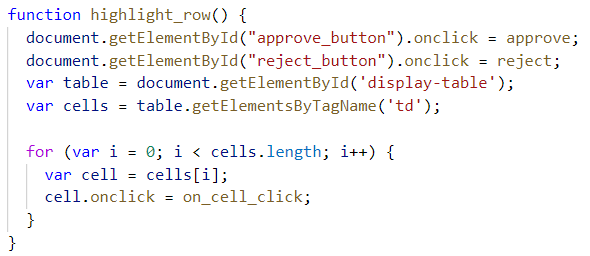 function highlight_row() {
  document.getElementById("approve_button").onclick = approve;
  document.getElementById("reject_button").onclick = reject;
  var table = document.getElementById('display-table');
  var cells = table.getElementsByTagName('td');

  for (var i = 0; i < cells.length; i++) {
    var cell = cells[i];
    cell.onclick = on_cell_click;
  }
}